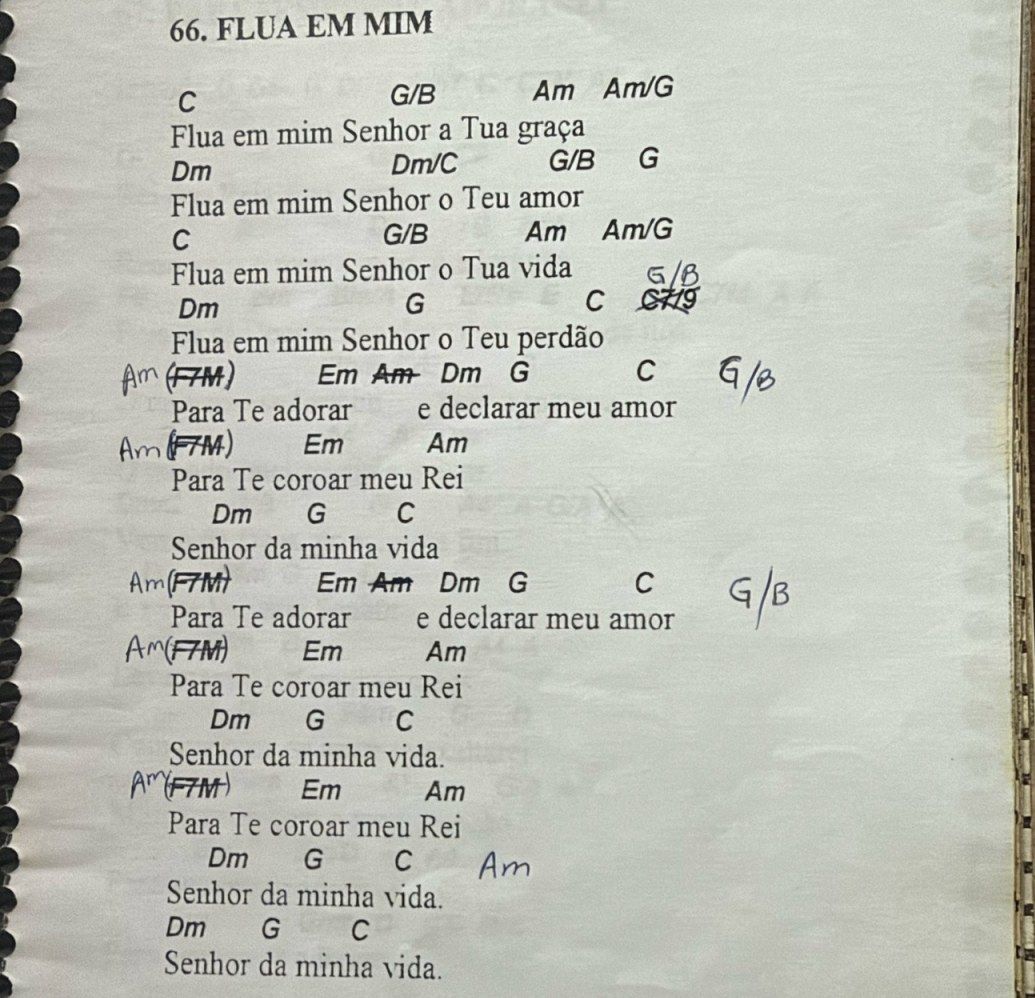 66. FLUA EM MIM
C G/B Am Am/G
Flua em mim Senhor a Tua graça
Dm Dm/C G/B G
Flua em mim Senhor o Teu amor
C G/B Am Am/G
Flua em mim Senhor o Tua vida
G/B
Dm G C C7/9
Flua em mim Senhor o Teu perdão
Am (F7M) Em Am Dm G C G/B
Para Te adorar e declarar meu amor
Am (F7M) Em Am
Para Te coroar meu Rei
Dm G C
Senhor da minha vida
Am (F7M) Em Am Dm G C G/B
Para Te adorar e declarar meu amor
Am (F7M) Em Am
Para Te coroar meu Rei
Dm G C
Senhor da minha vida.
Am (F7M) Em Am
Para Te coroar meu Rei
Dm G C Am
Senhor da minha vida.
Dm G C
Senhor da minha vida.